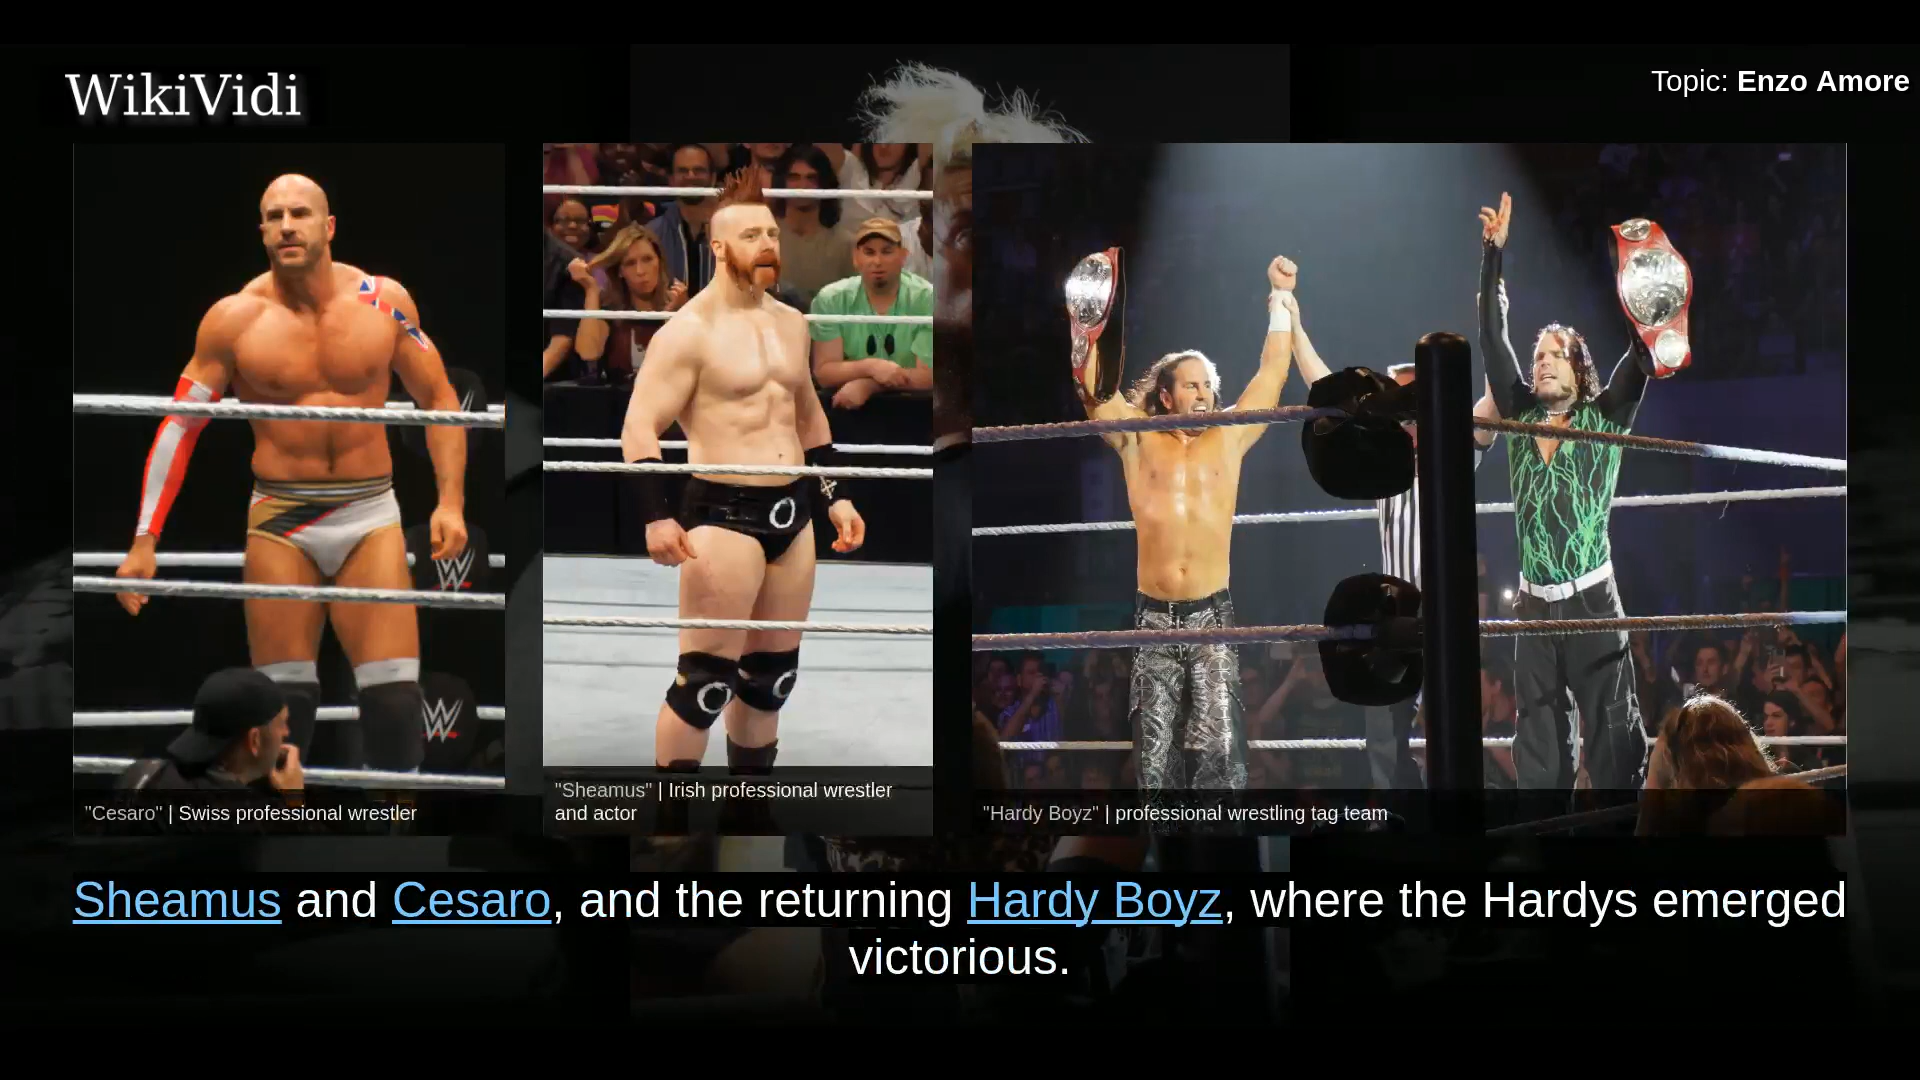 WikiVidi
Topic: Enzo Amore
"Cesaro" | Swiss professional wrestler
"Sheamus" | Irish professional wrestler
and actor
"Hardy Boyz" | professional wrestling tag team
Sheamus and Cesaro, and the returning Hardy Boyz, where the Hardys emerged
victorious.